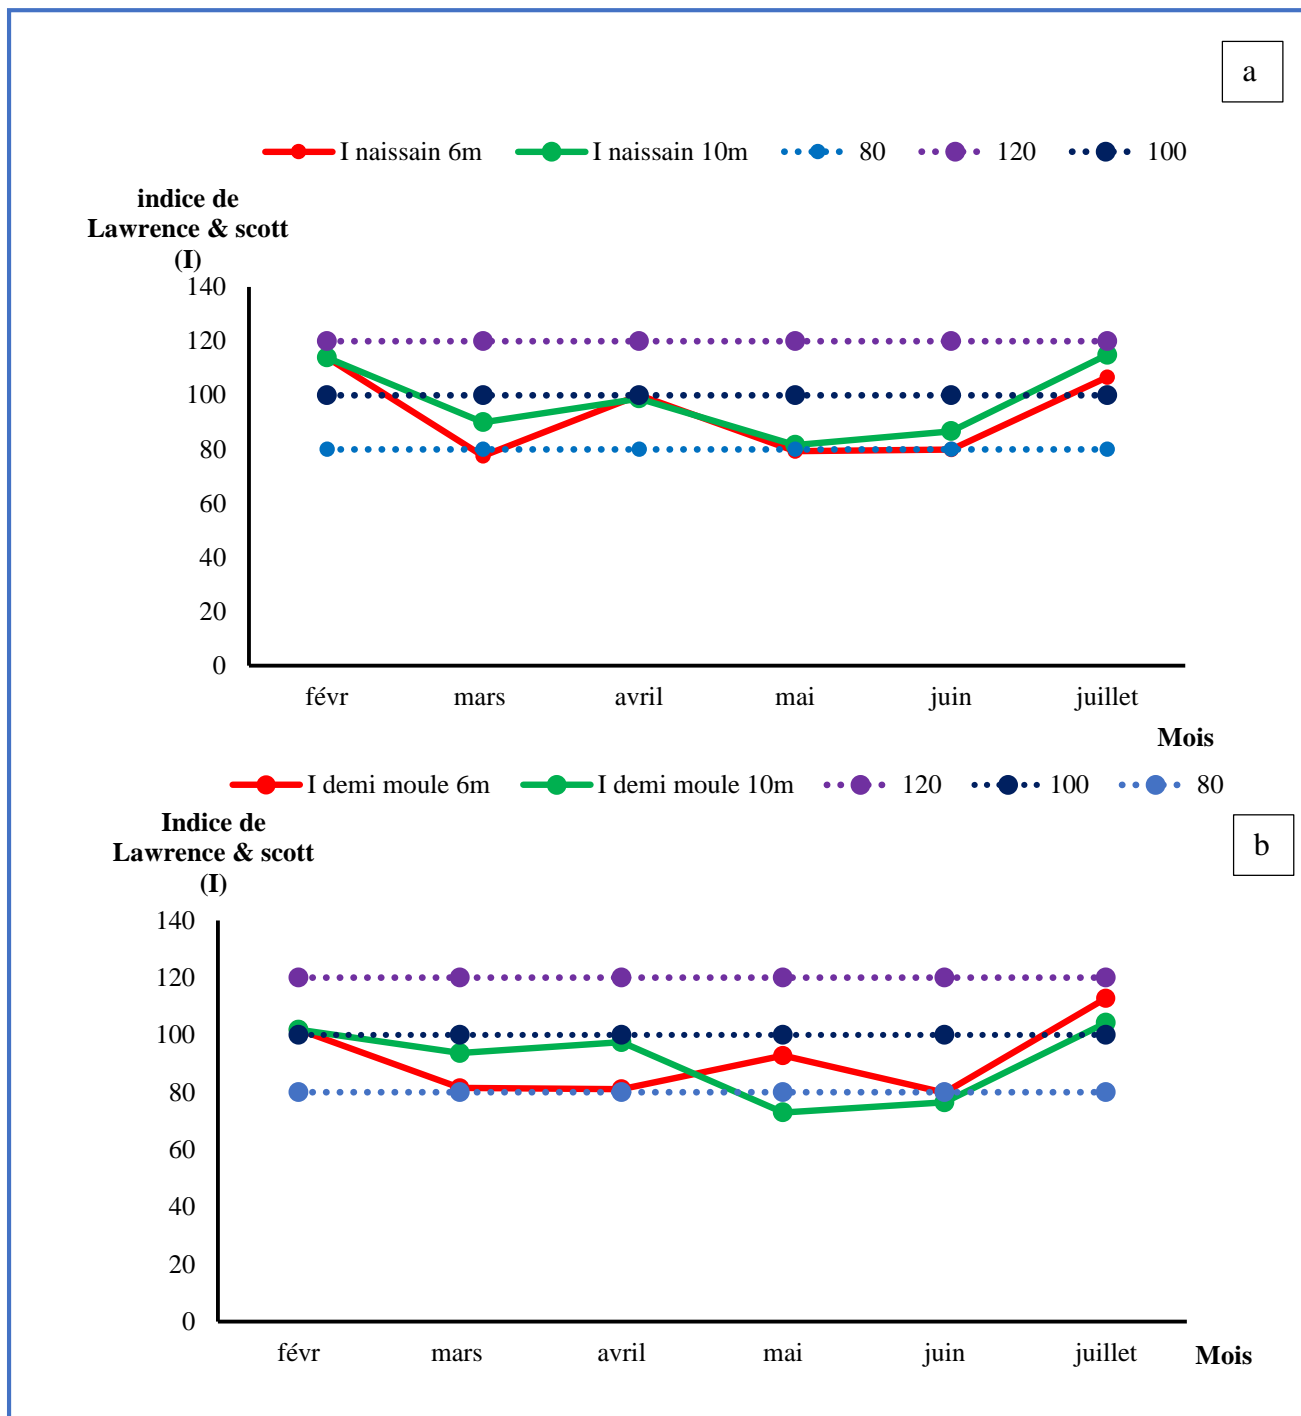 a
I naissain 6m I naissain 10m 80 120 100
indice de
Lawrence & scott
(I)
140
120
100
80
60
40
20
0
févr mars avril mai juin juillet
Mois
I demi moule 6m I demi moule 10m 120 100 80
Indice de
Lawrence & scott
(I)
b
140
120
100
80
60
40
20
0
févr mars avril mai juin juillet Mois